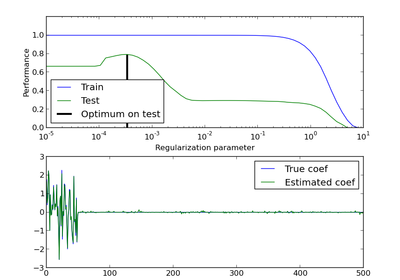 1.0
0.8
0.6
0.4
0.2
0.0
Performance
Train
Test
Optimum on test
10^-5 10^-4 10^-3 10^-2 10^-1 10^0 10^1
Regularization parameter
3
2
1
0
−1
−2
−3
True coef
Estimated coef
0 100 200 300 400 500